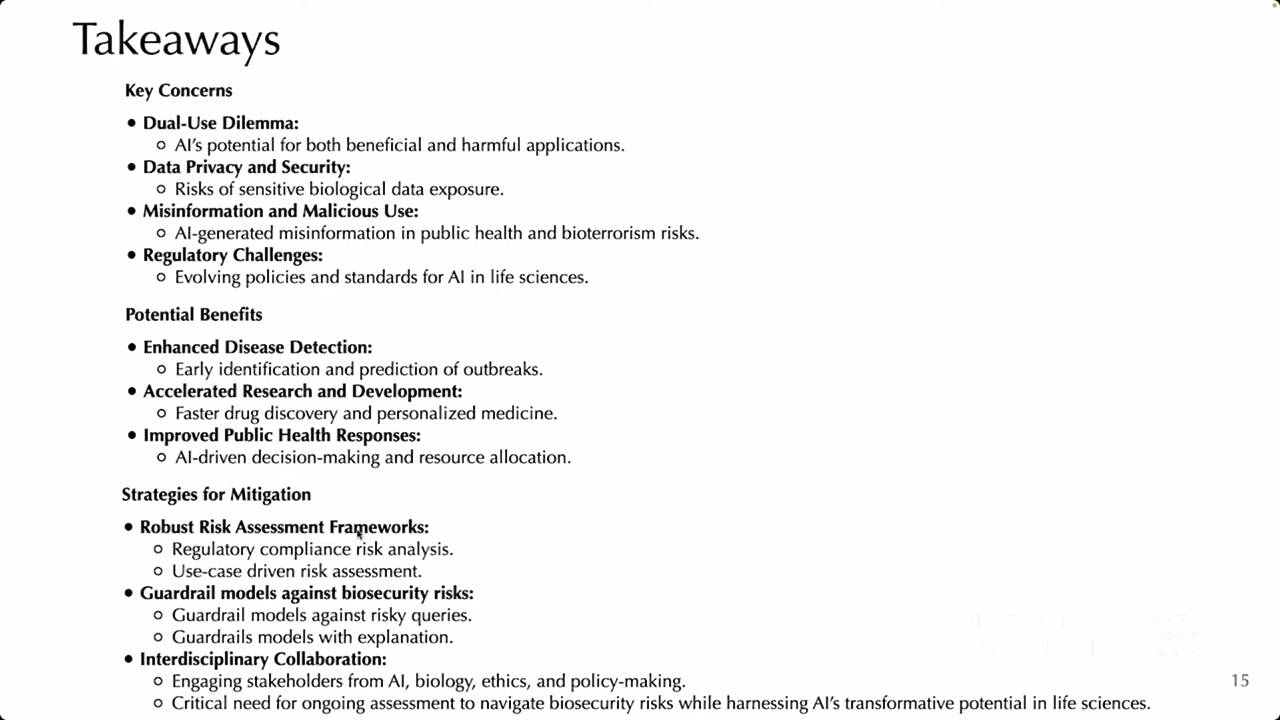 Takeaways
Key Concerns
• Dual-Use Dilemma:
○ AI's potential for both beneficial and harmful applications.
• Data Privacy and Security:
○ Risks of sensitive biological data exposure.
• Misinformation and Malicious Use:
○ AI-generated misinformation in public health and bioterrorism risks.
• Regulatory Challenges:
○ Evolving policies and standards for AI in life sciences.
Potential Benefits
• Enhanced Disease Detection:
○ Early identification and prediction of outbreaks.
• Accelerated Research and Development:
○ Faster drug discovery and personalized medicine.
• Improved Public Health Responses:
○ AI-driven decision-making and resource allocation.
Strategies for Mitigation
• Robust Risk Assessment Frameworks:
○ Regulatory compliance risk analysis.
○ Use-case driven risk assessment.
• Guardrail models against biosecurity risks:
○ Guardrail models against risky queries.
○ Guardrails models with explanation.
• Interdisciplinary Collaboration:
○ Engaging stakeholders from AI, biology, ethics, and policy-making.
○ Critical need for ongoing assessment to navigate biosecurity risks while harnessing AI's transformative potential in life sciences.
15